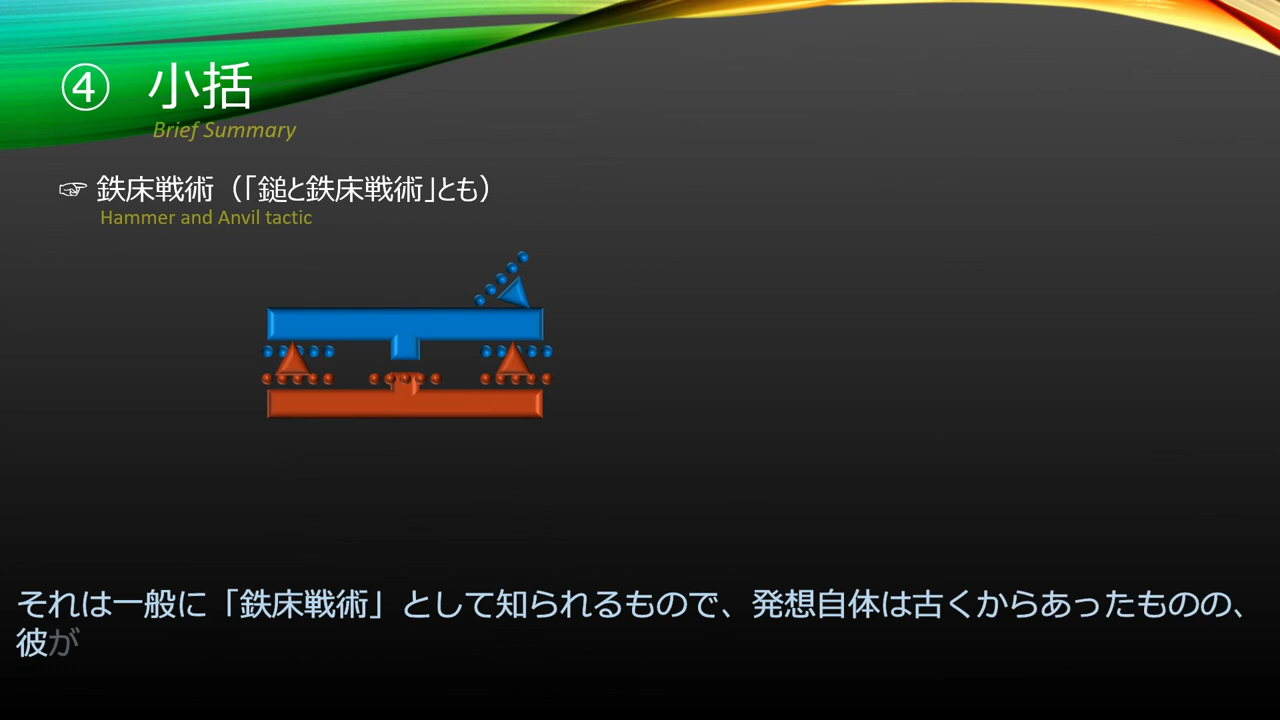 ④ 小括
Brief Summary
☞ 鉄床戦術（「鎚と鉄床戦術」とも）
Hammer and Anvil tactic
それは一般に「鉄床戦術」として知られるもので、発想自体は古くからあったものの、
彼が